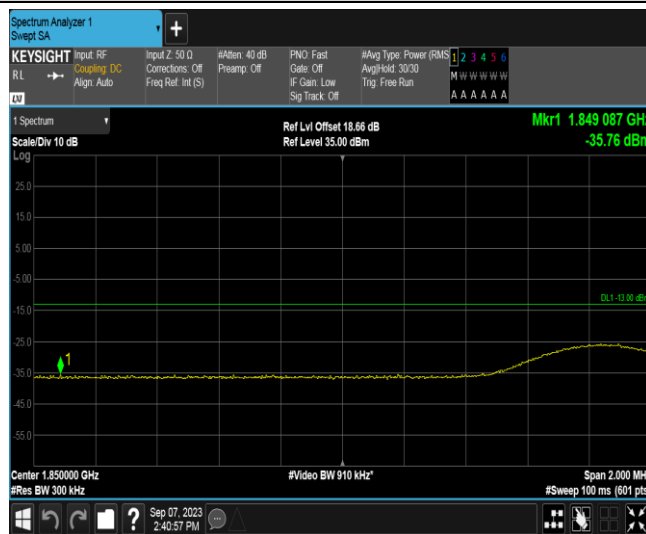 Spectrum Analyzer 1
Swept SA
+
KEYSIGHT
RL
LXI
Input: RF
Coupling: DC
Align: Auto
Input Z: 50 Ω
Corrections: Off
Freq Ref: Int (S)
#Atten: 40 dB
Preamp: Off
PNO: Fast
Gate: Off
IF Gain: Low
Sig Track: Off
#Avg Type: Power (RMS
Avg|Hold: 30/30
Trig: Free Run
1 2 3 4 5 6
M W W W W W
A A A A A A
1 Spectrum
Scale/Div 10 dB
Ref Lvl Offset 18.66 dB
Ref Level 35.00 dBm
Mkr1 1.849 087 GHz
-35.76 dBm
Log
25.0
15.0
5.00
-5.00
DL1 -13.00 dBm
-15.0
-25.0
1
-35.0
-45.0
-55.0
Center 1.850000 GHz
#Res BW 300 kHz
#Video BW 910 kHz*
Span 2.000 MH
#Sweep 100 ms (601 pts
?
Sep 07, 2023
2:40:57 PM